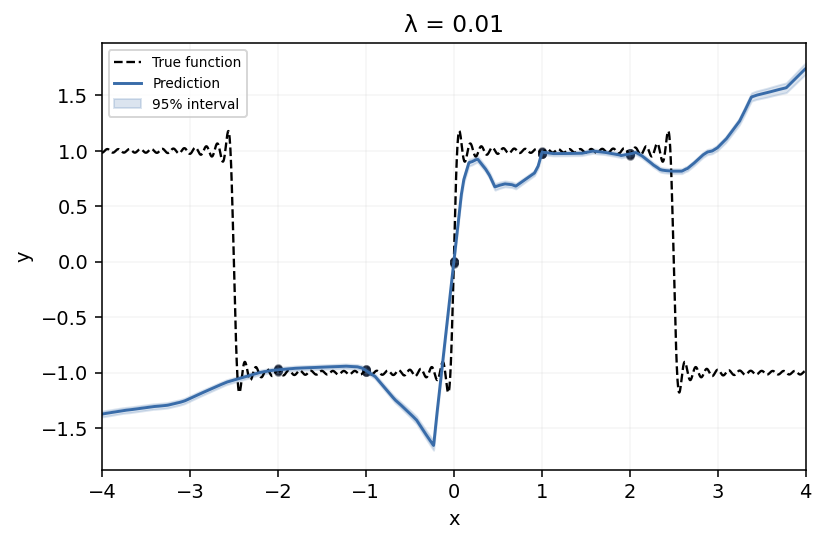 λ = 0.01
True function
Prediction
95% interval
1.5
1.0
0.5
0.0
−0.5
−1.0
−1.5
y
−4 −3 −2 −1 0 1 2 3 4
x